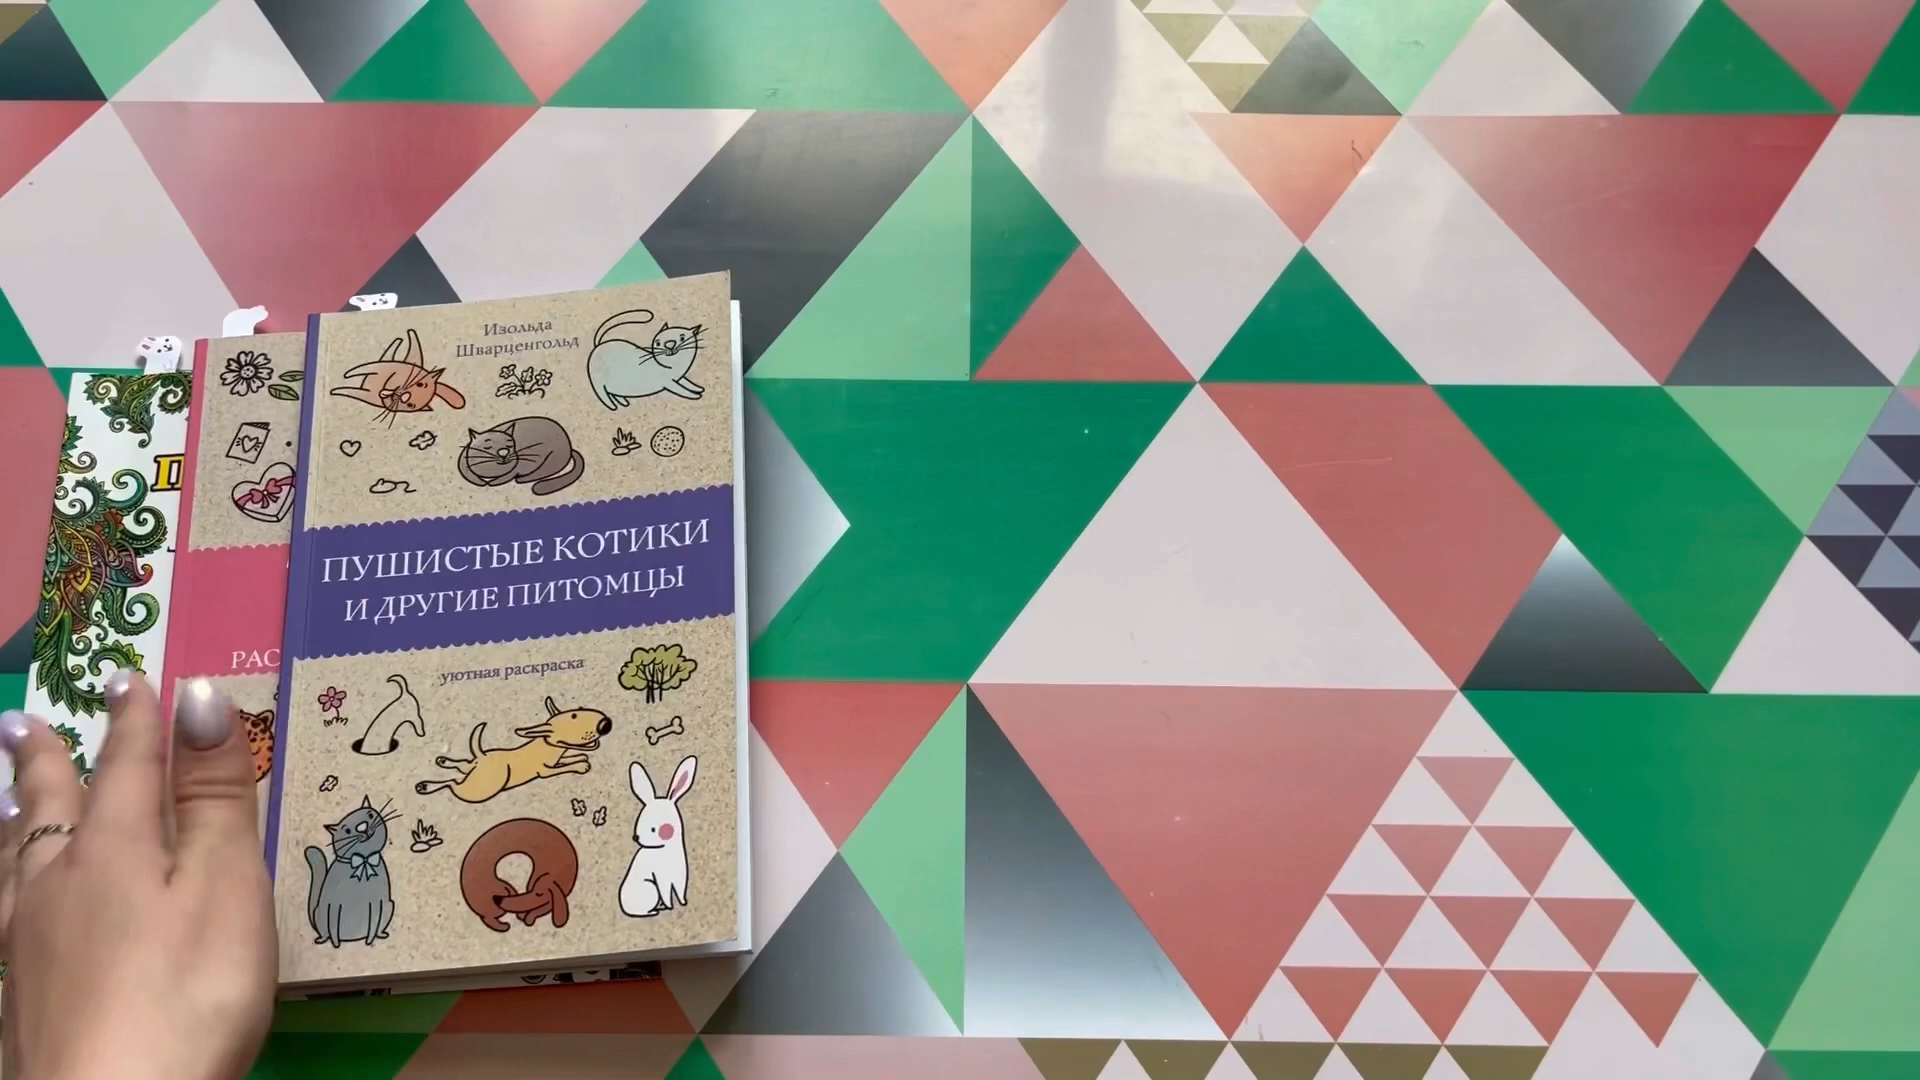 Изольда
Шварценгольд
ПУШИСТЫЕ КОТИКИ
И ДРУГИЕ ПИТОМЦЫ
уютная раскраска
РАС
П